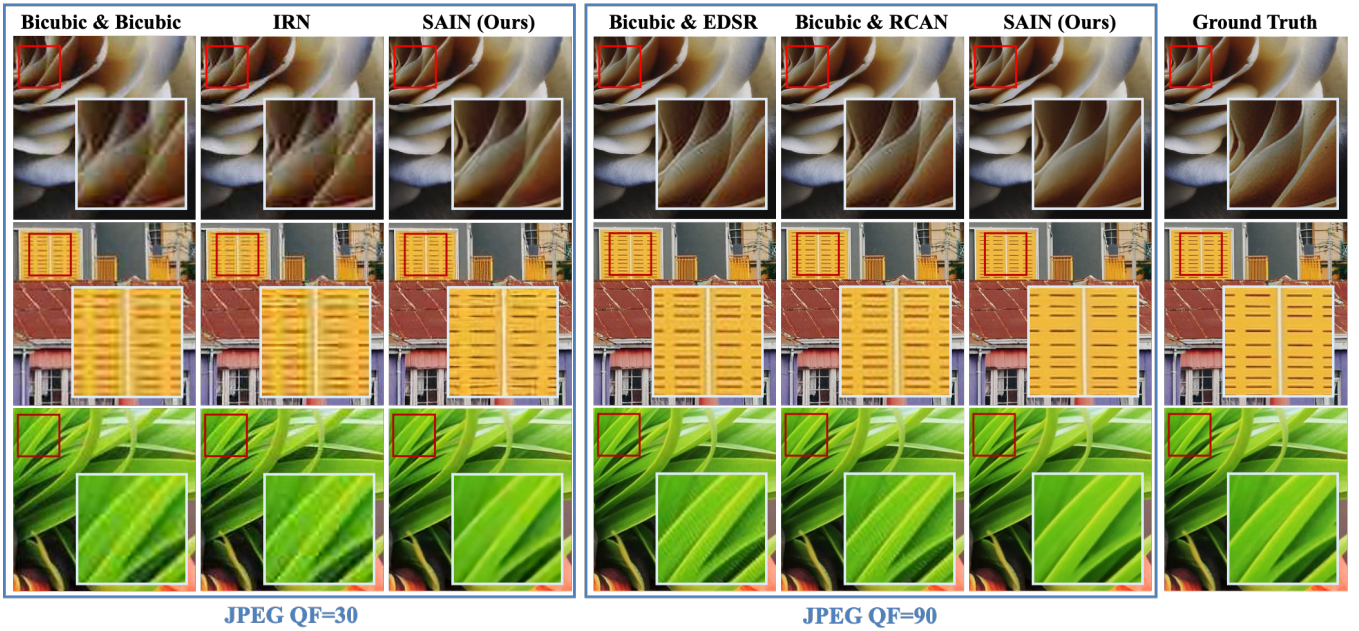 Bicubic & Bicubic IRN SAIN (Ours) Bicubic & EDSR Bicubic & RCAN SAIN (Ours) Ground Truth
JPEG QF=30 JPEG QF=90